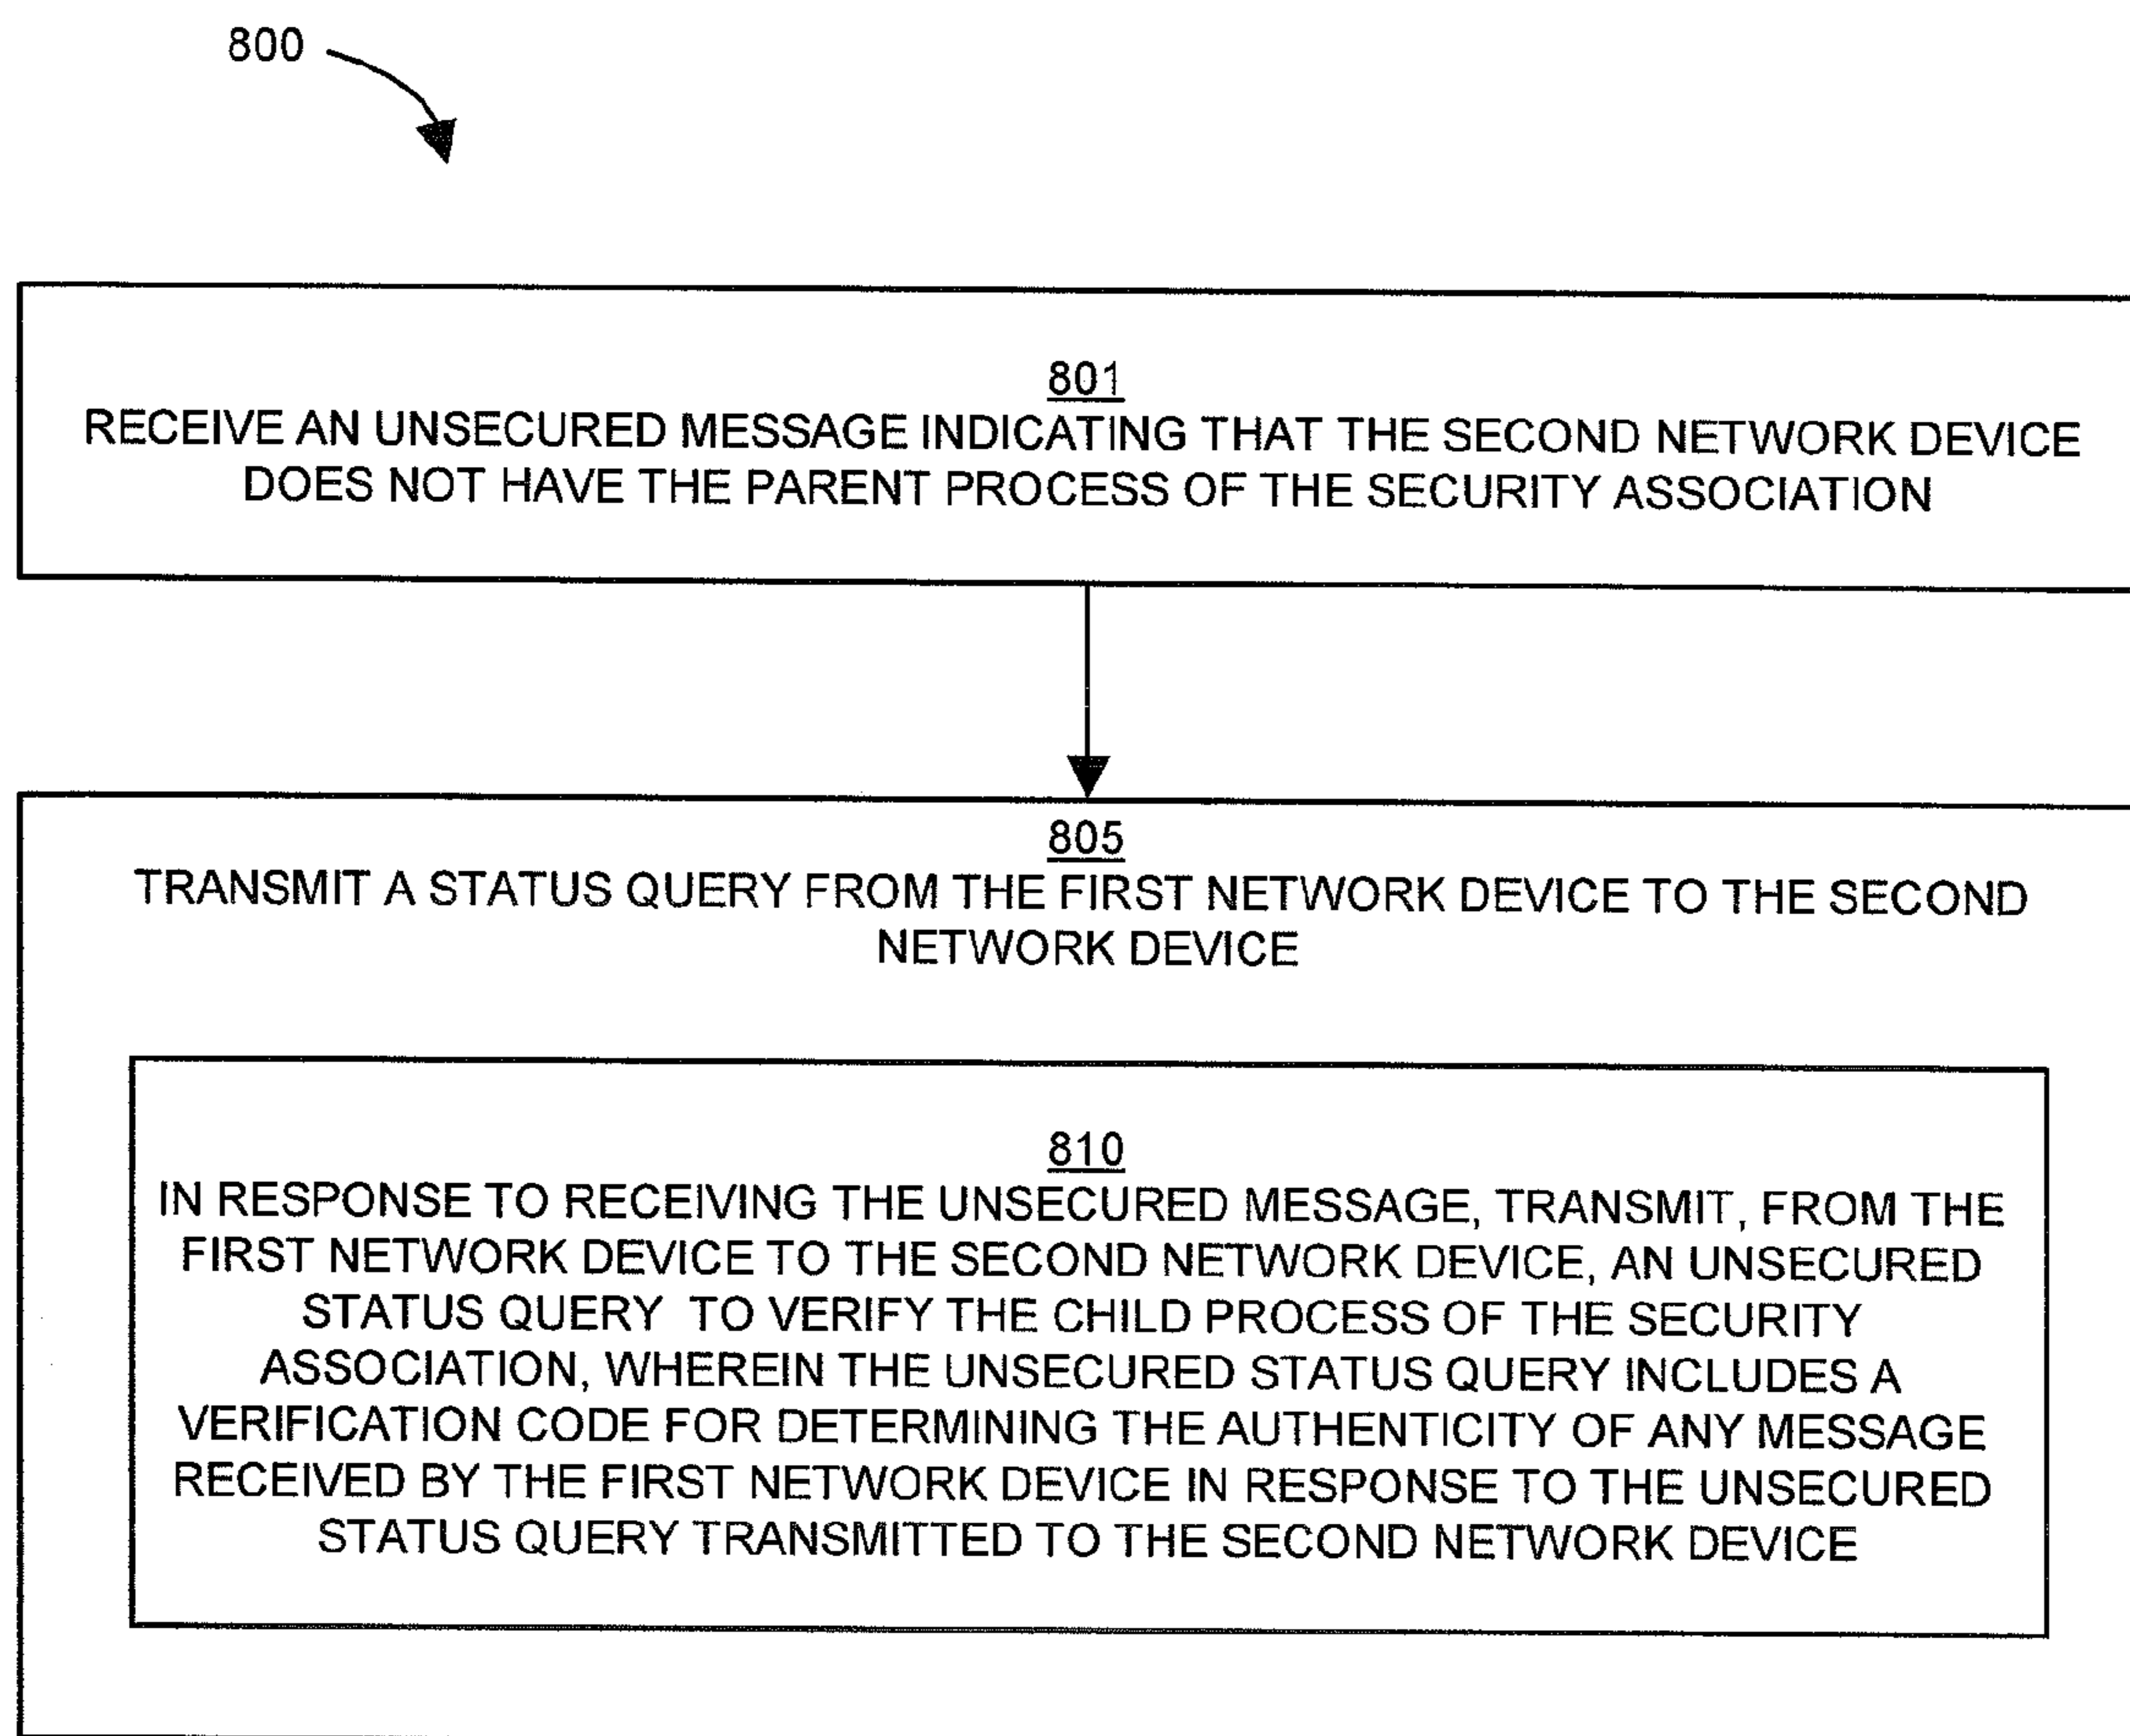 800
801
RECEIVE AN UNSECURED MESSAGE INDICATING THAT THE SECOND NETWORK DEVICE
DOES NOT HAVE THE PARENT PROCESS OF THE SECURITY ASSOCIATION
805
TRANSMIT A STATUS QUERY FROM THE FIRST NETWORK DEVICE TO THE SECOND
NETWORK DEVICE
810
IN RESPONSE TO RECEIVING THE UNSECURED MESSAGE, TRANSMIT, FROM THE
FIRST NETWORK DEVICE TO THE SECOND NETWORK DEVICE, AN UNSECURED
STATUS QUERY TO VERIFY THE CHILD PROCESS OF THE SECURITY
ASSOCIATION, WHEREIN THE UNSECURED STATUS QUERY INCLUDES A
VERIFICATION CODE FOR DETERMINING THE AUTHENTICITY OF ANY MESSAGE
RECEIVED BY THE FIRST NETWORK DEVICE IN RESPONSE TO THE UNSECURED
STATUS QUERY TRANSMITTED TO THE SECOND NETWORK DEVICE